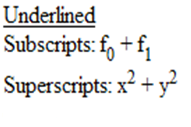 Underlined
Subscripts: f₀ + f₁
Superscripts: x² + y²